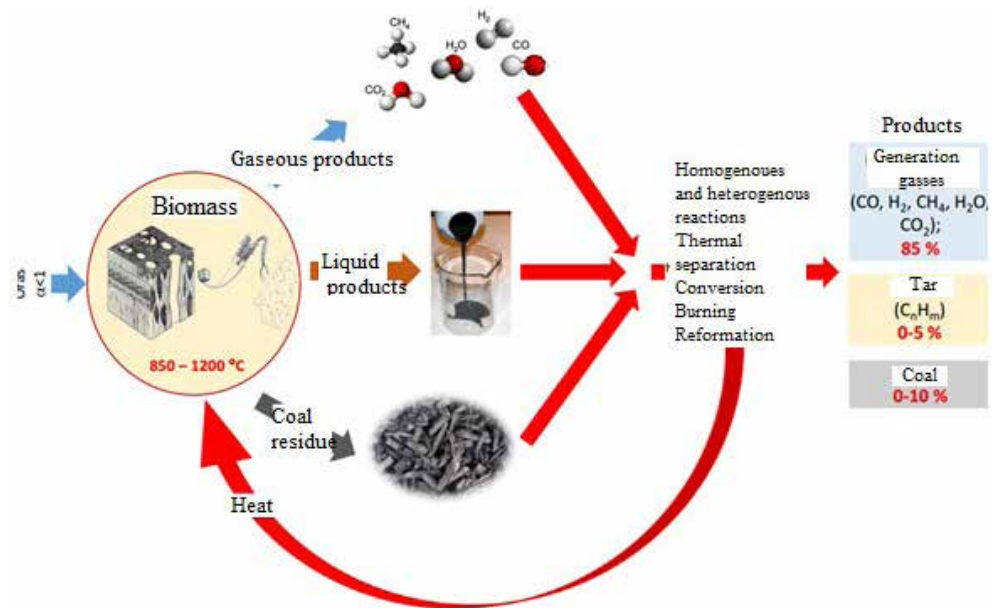 CH₄
H₂
H₂O
CO
CO₂
Gaseous products
Biomass
α<1
850 – 1200 °C
Liquid
products
Coal
residue
Heat
Homogenoues
and heterogenous
reactions
Thermal
separation
Conversion
Burning
Reformation
Products
Generation
gasses
(CO, H₂, CH₄, H₂O,
CO₂);
85 %
Tar
(CₙHₘ)
0-5 %
Coal
0-10 %